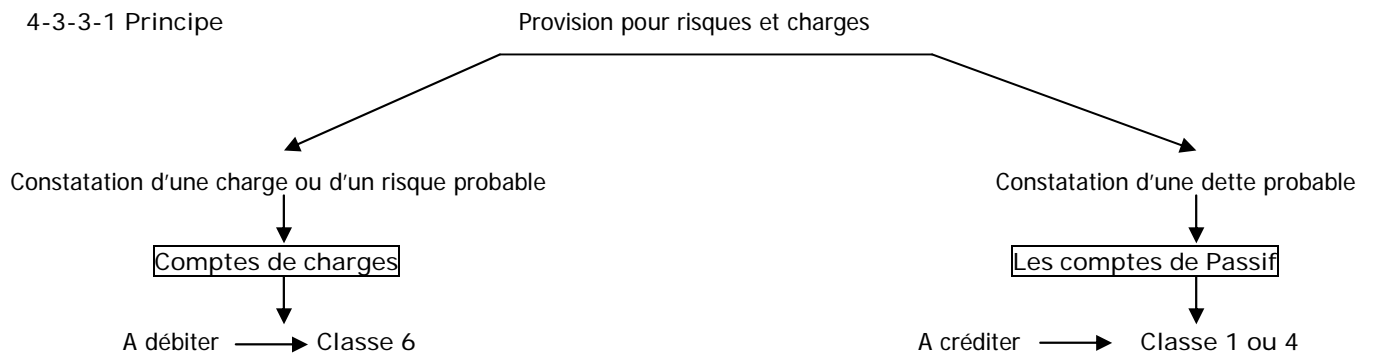 4-3-3-1 Principe
Provision pour risques et charges
Constatation d'une charge ou d'un risque probable
Constatation d'une dette probable
Comptes de charges
Les comptes de Passif
A débiter
Classe 6
A créditer
Classe 1 ou 4